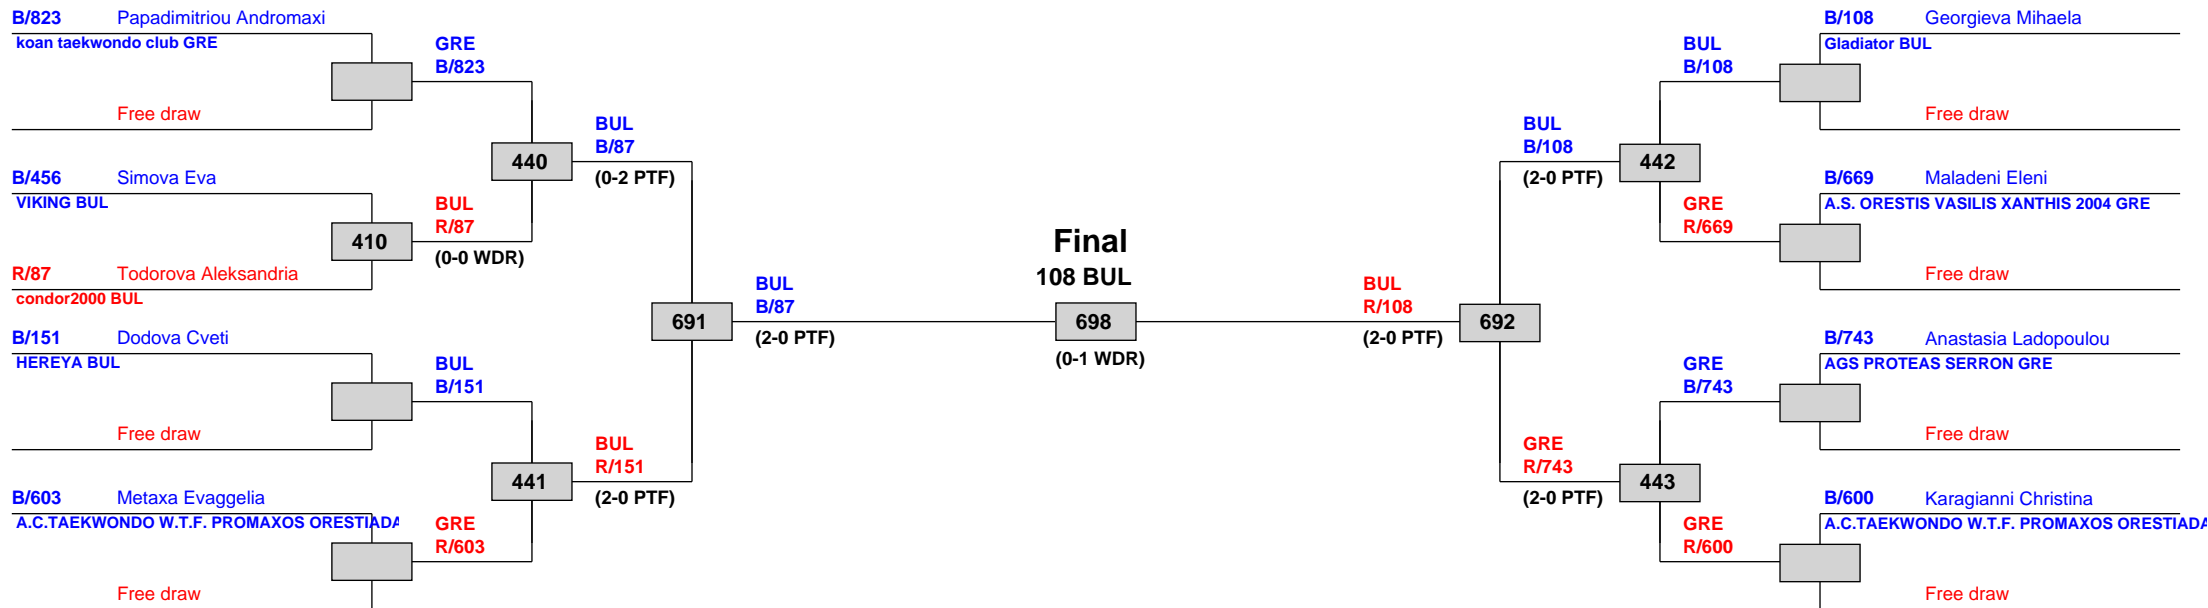 B/823 Papadimitriou Andromaxi
koan taekwondo club GRE
Free draw
B/456 Simova Eva
VIKING BUL
R/87 Todorova Aleksandria
condor2000 BUL
B/151 Dodova Cveti
HEREYA BUL
Free draw
B/603 Metaxa Evaggelia
A.C.TAEKWONDO W.T.F. PROMAXOS ORESTIADA
Free draw
GRE
B/823
410
BUL
R/87
(0-0 WDR)
BUL
B/151
GRE
R/603
440
BUL
B/87
(0-2 PTF)
441
BUL
R/151
(2-0 PTF)
691
BUL
B/87
(2-0 PTF)
Final
108 BUL
698
(0-1 WDR)
BUL
R/108
(2-0 PTF)
692
BUL
B/108
(2-0 PTF)
442
GRE
R/743
(2-0 PTF)
443
BUL
B/108
GRE
R/669
GRE
B/743
GRE
R/600
B/108 Georgieva Mihaela
Gladiator BUL
Free draw
B/669 Maladeni Eleni
A.S. ORESTIS VASILIS XANTHIS 2004 GRE
Free draw
B/743 Anastasia Ladopoulou
AGS PROTEAS SERRON GRE
Free draw
B/600 Karagianni Christina
A.C.TAEKWONDO W.T.F. PROMAXOS ORESTIADA
Free draw